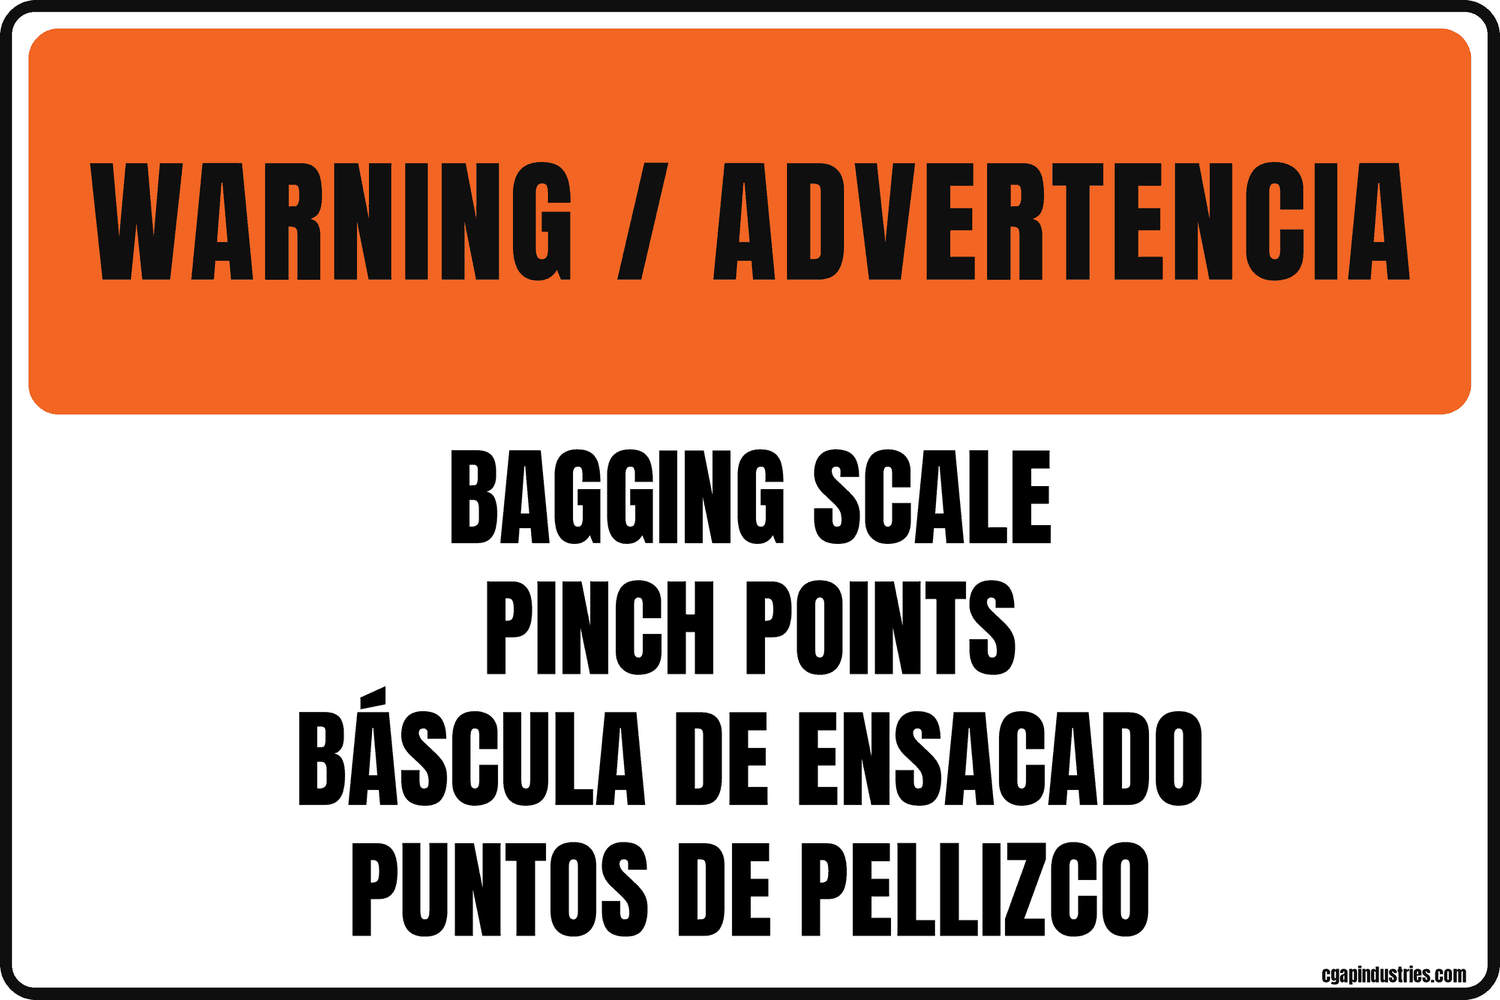 WARNING / ADVERTENCIA
BAGGING SCALE
PINCH POINTS
BÁSCULA DE ENSACADO
PUNTOS DE PELLIZCO
cgapindustries.com